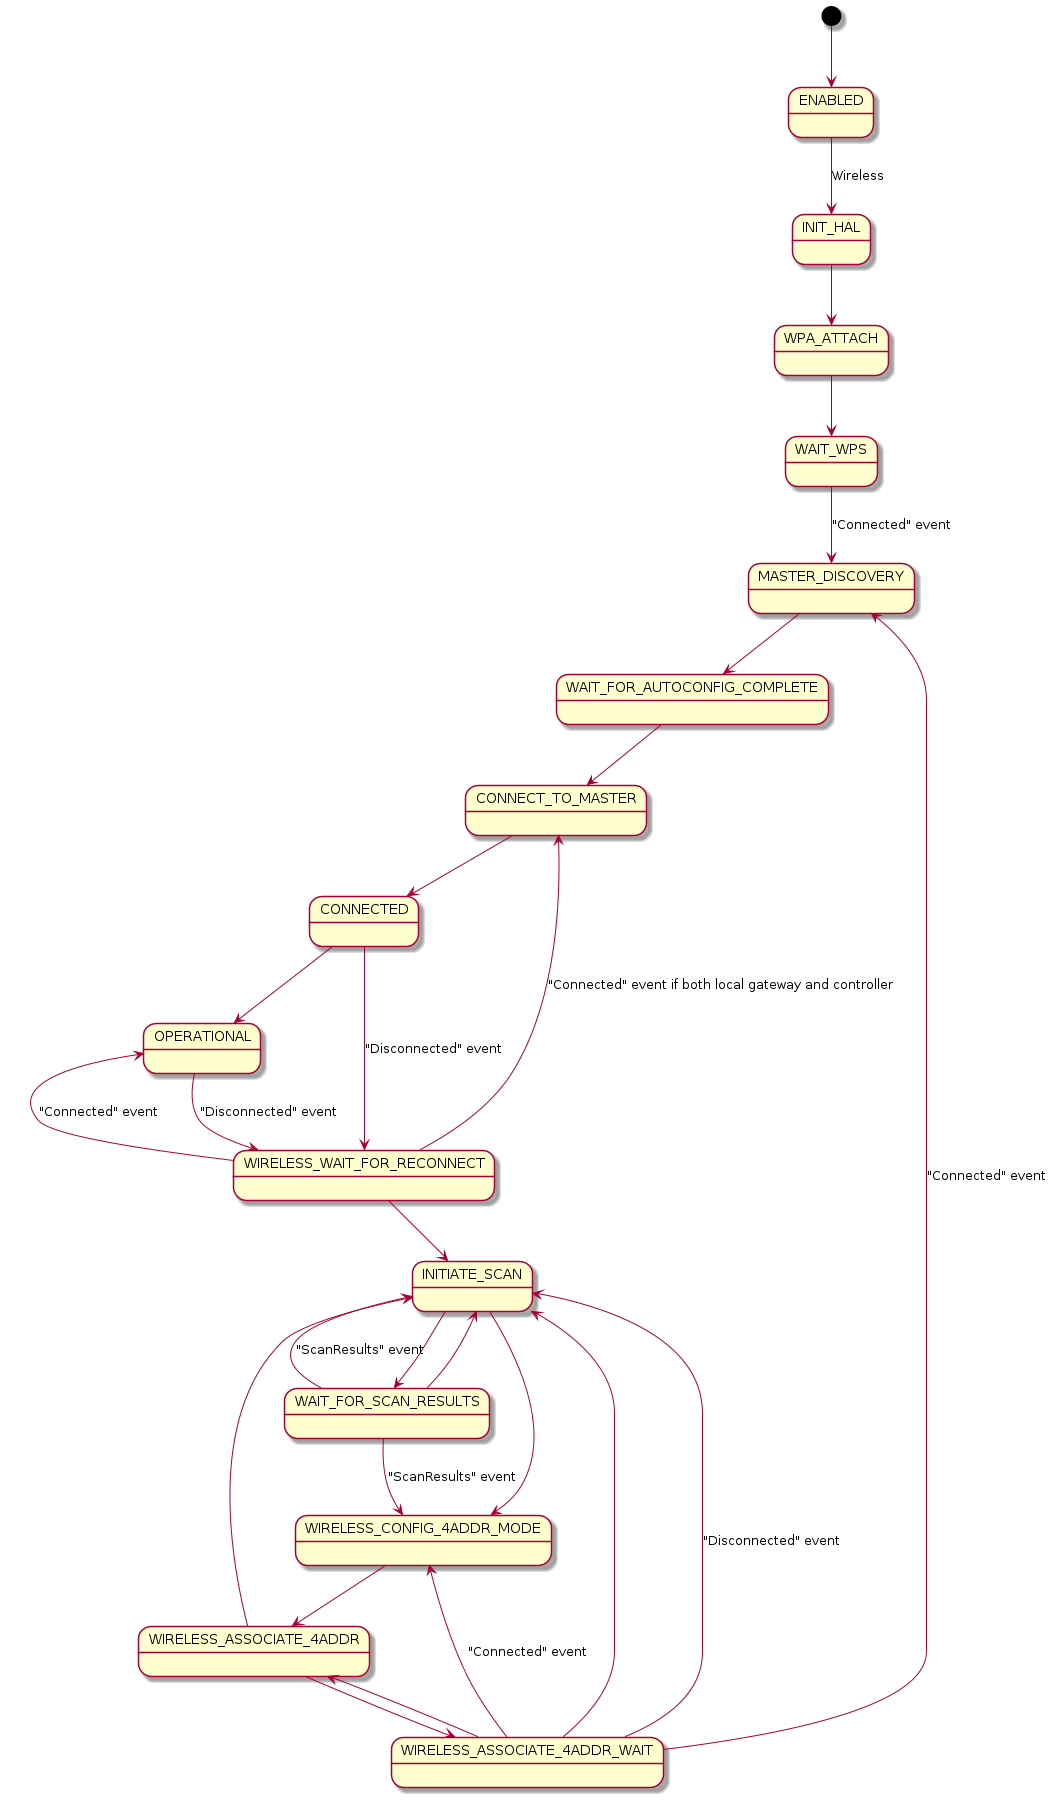 ENABLED
Wireless
INIT_HAL
WPA_ATTACH
WAIT_WPS
"Connected" event
MASTER_DISCOVERY
WAIT_FOR_AUTOCONFIG_COMPLETE
CONNECT_TO_MASTER
CONNECTED
"Connected" event if both local gateway and controller
OPERATIONAL
"Disconnected" event
"Connected" event
"Disconnected" event
WIRELESS_WAIT_FOR_RECONNECT
"Connected" event
INITIATE_SCAN
"ScanResults" event
WAIT_FOR_SCAN_RESULTS
"ScanResults" event
WIRELESS_CONFIG_4ADDR_MODE
"Disconnected" event
WIRELESS_ASSOCIATE_4ADDR
"Connected" event
WIRELESS_ASSOCIATE_4ADDR_WAIT